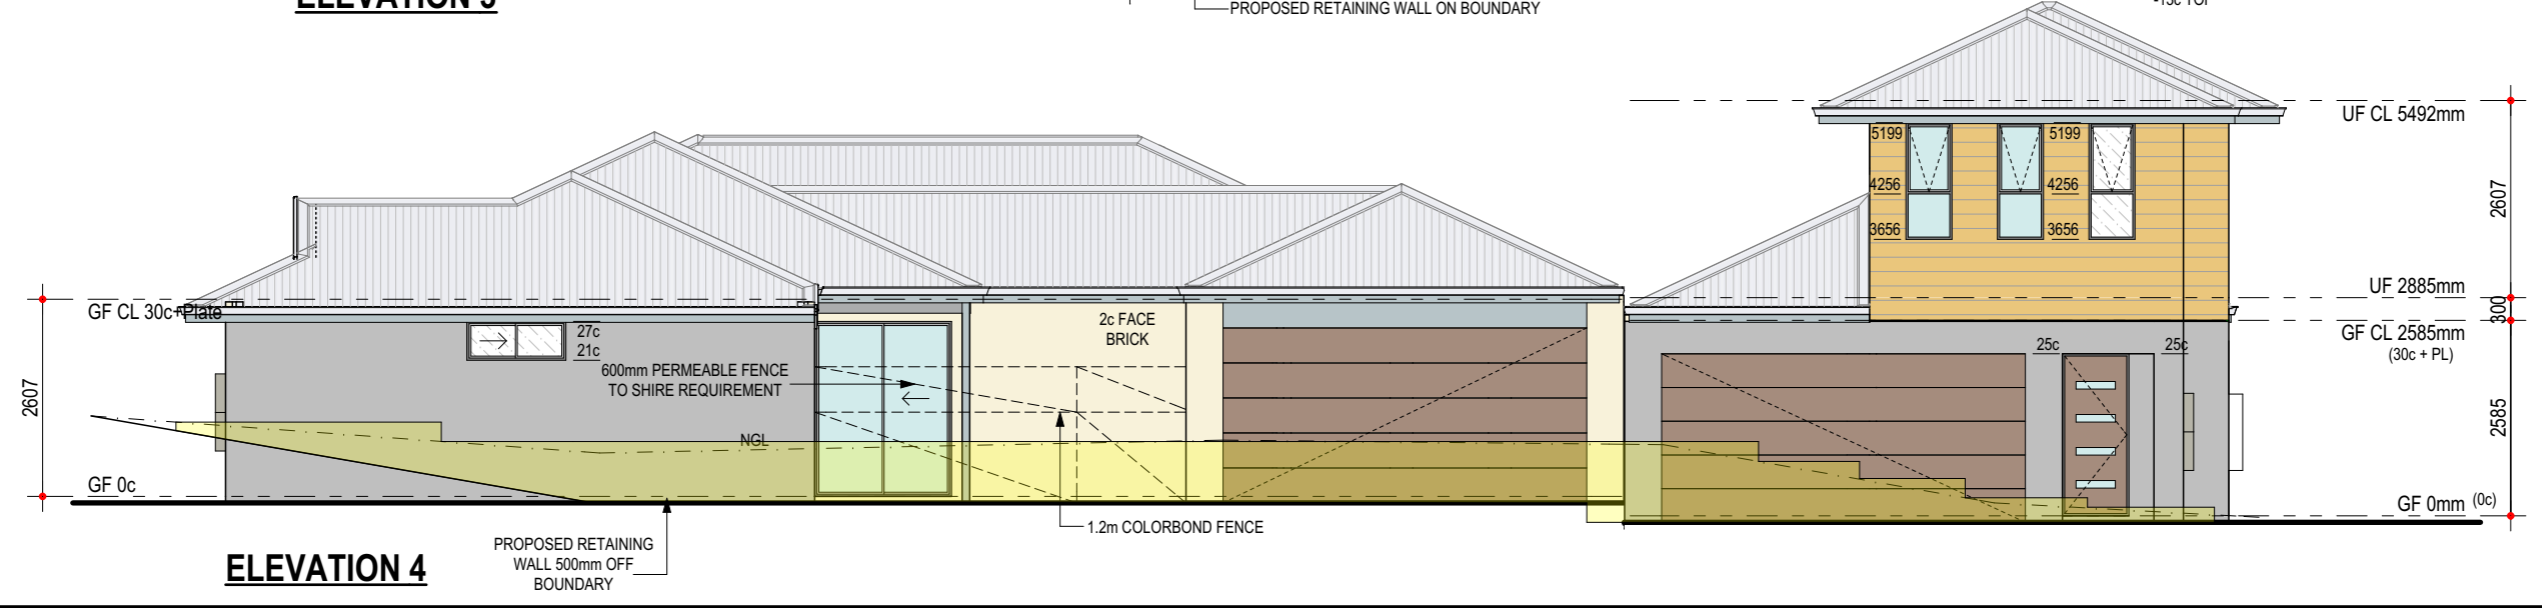 ELEVATION 3
PROPOSED RETAINING WALL ON BOUNDARY
-13c TOP
UF CL 5492mm
5199
5199
4256
4256
3656
3656
2607
UF 2885mm
300
GF CL 30c+Plate
GF CL 2585mm
(30c + PL)
27c
21c
2c FACE
BRICK
25c
25c
600mm PERMEABLE FENCE
TO SHIRE REQUIREMENT
2607
2585
NGL
GF 0c
GF 0mm (0c)
1.2m COLORBOND FENCE
PROPOSED RETAINING
WALL 500mm OFF
BOUNDARY
ELEVATION 4